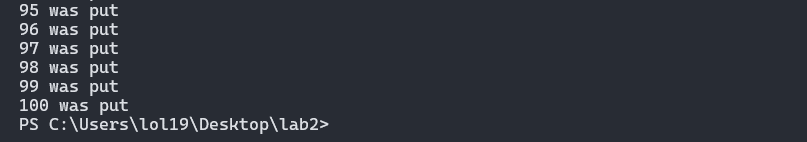 95 was put
96 was put
97 was put
98 was put
99 was put
100 was put
PS C:\Users\lol19\Desktop\lab2>